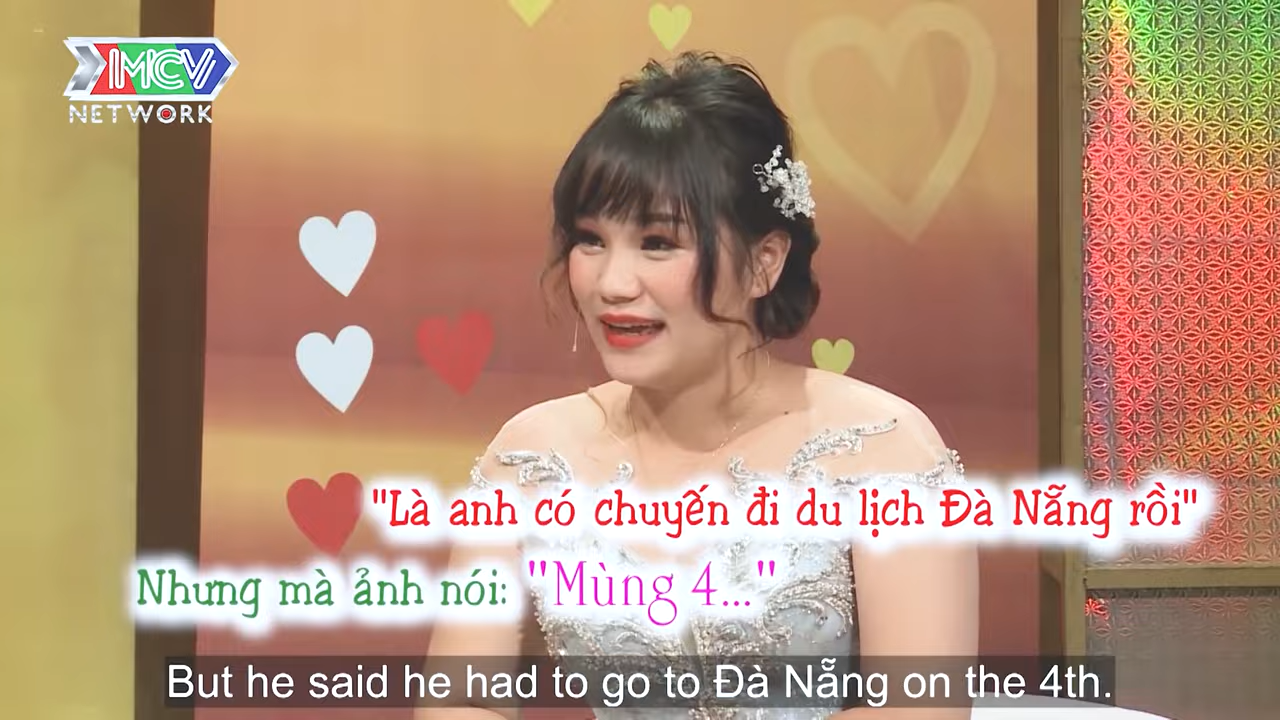 MCV
NETWORK
"Là anh có chuyến đi du lịch Đà Nẵng rồi"
Nhưng mà ảnh nói: "Mùng 4..."
But he said he had to go to Đà Nẵng on the 4th.